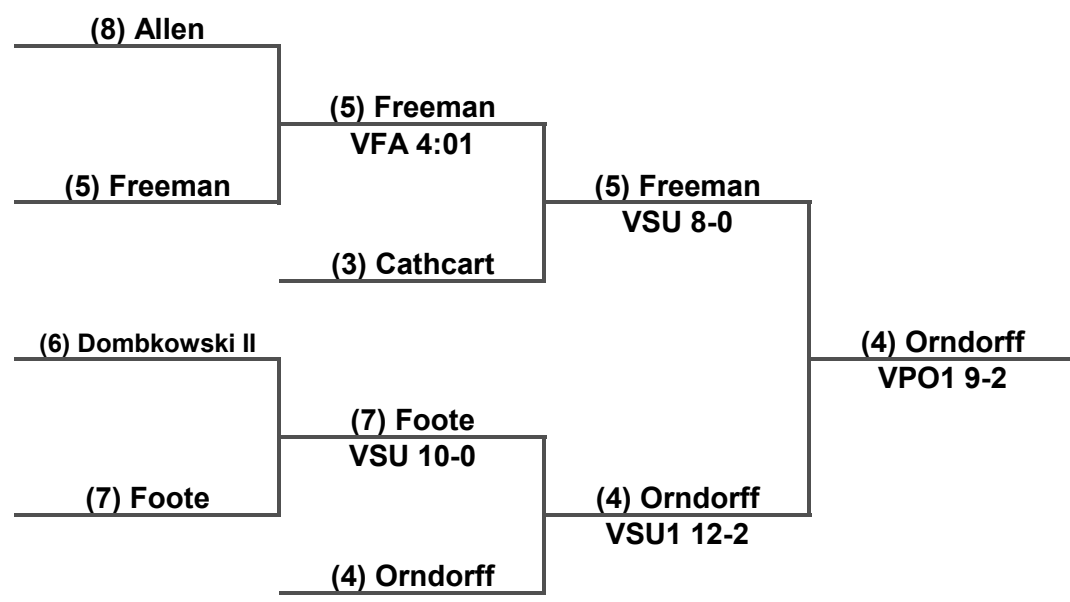 (8) Allen
(5) Freeman
VFA 4:01
(5) Freeman
(5) Freeman
VSU 8-0
(3) Cathcart
(6) Dombkowski II
(4) Orndorff
VPO1 9-2
(7) Foote
VSU 10-0
(7) Foote
(4) Orndorff
VSU1 12-2
(4) Orndorff